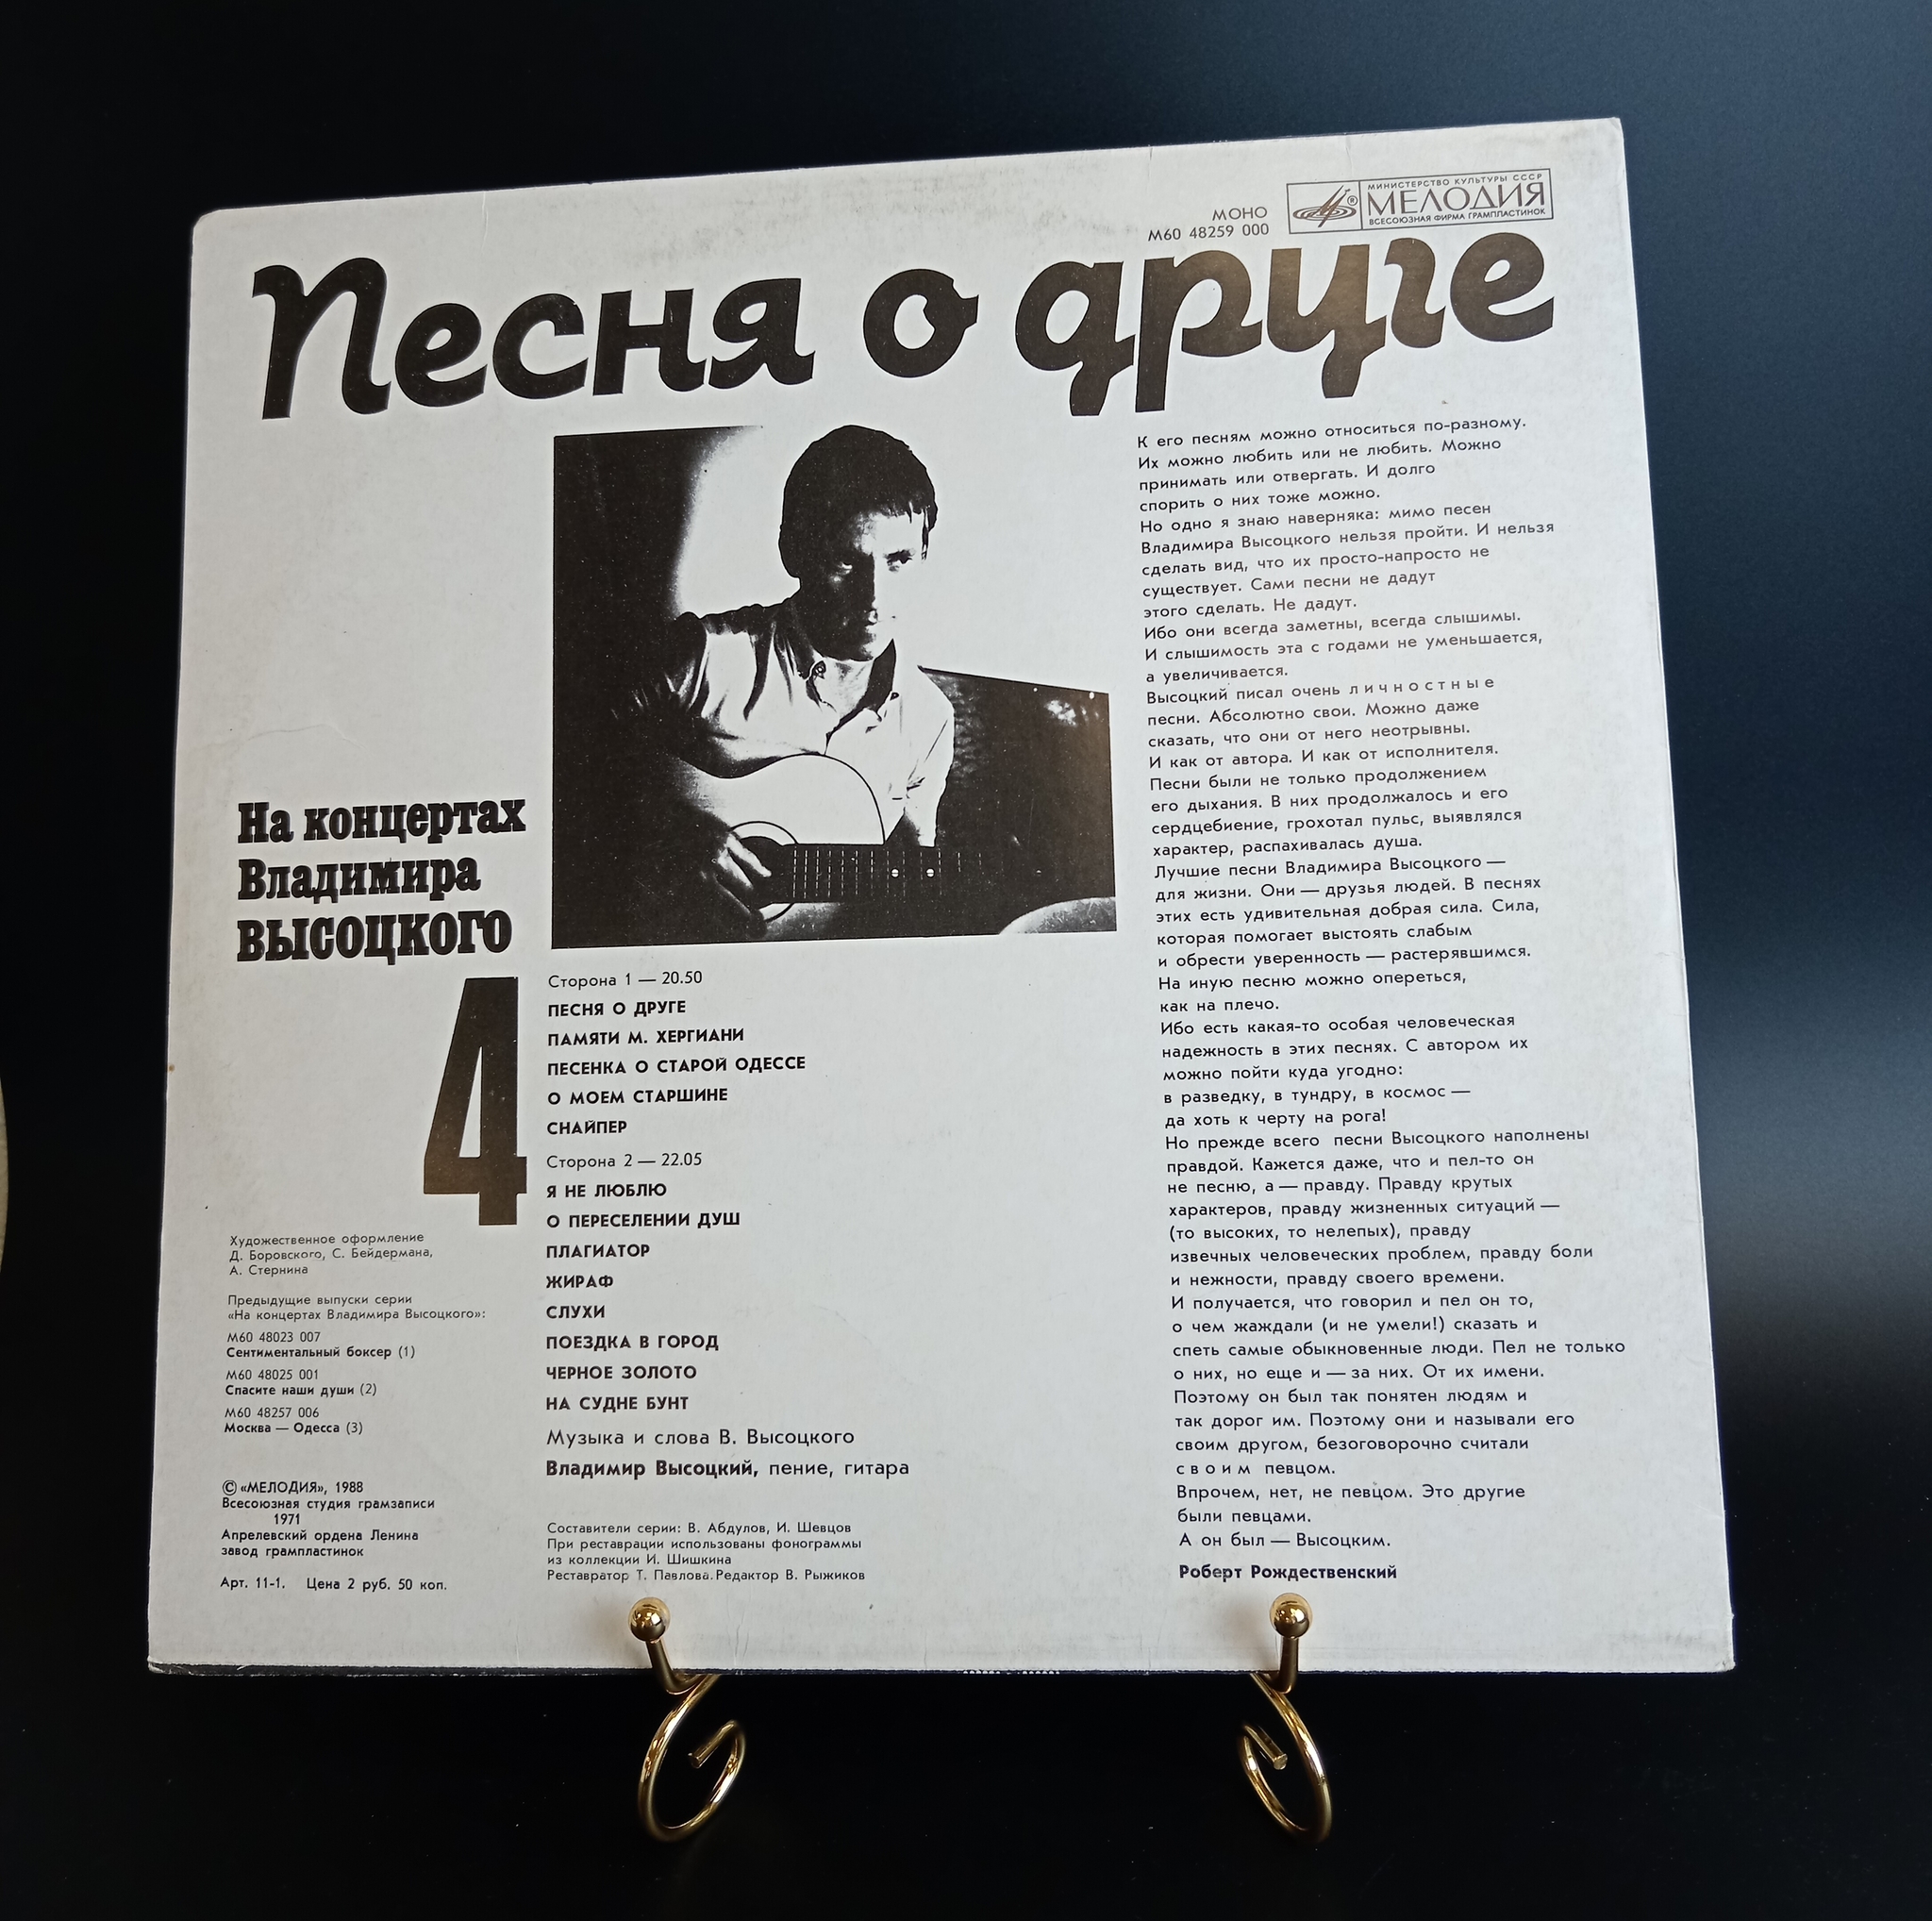 МОНО
М60 48259 000
МИНИСТЕРСТВО КУЛЬТУРЫ СССР
МЕЛОДИЯ
ВСЕСОЮЗНАЯ ФИРМА ГРАМПЛАСТИНОК
Песня о друге
На концертах
Владимира
Высоцкого
4
Художественное оформление
Д. Боровского, С. Бейдермана,
А. Стернина
Предыдущие выпуски серии
«На концертах Владимира Высоцкого»:
М60 48023 007
Сентиментальный боксер (1)
М60 48025 001
Спасите наши души (2)
М60 48257 006
Москва — Одесса (3)
© «МЕЛОДИЯ», 1988
Всесоюзная студия грамзаписи
1971
Апрелевский ордена Ленина
завод грампластинок
Арт. 11-1. Цена 2 руб. 50 коп.
Сторона 1 — 20.50
ПЕСНЯ О ДРУГЕ
ПАМЯТИ М. ХЕРГИАНИ
ПЕСЕНКА О СТАРОЙ ОДЕССЕ
О МОЕМ СТАРШИНЕ
СНАЙПЕР
Сторона 2 — 22.05
Я НЕ ЛЮБЛЮ
О ПЕРЕСЕЛЕНИИ ДУШ
ПЛАГИАТОР
ЖИРАФ
СЛУХИ
ПОЕЗДКА В ГОРОД
ЧЕРНОЕ ЗОЛОТО
НА СУДНЕ БУНТ
Музыка и слова В. Высоцкого
Владимир Высоцкий, пение, гитара
Составители серии: В. Абдулов, И. Шевцов
При реставрации использованы фонограммы
из коллекции И. Шишкина
Реставратор Т. Павлова. Редактор В. Рыжиков
К его песням можно относиться по-разному.
Их можно любить или не любить. Можно
принимать или отвергать. И долго
спорить о них тоже можно.
Но одно я знаю наверняка: мимо песен
Владимира Высоцкого нельзя пройти. И нельзя
сделать вид, что их просто-напросто не
существует. Сами песни не дадут
этого сделать. Не дадут.
Ибо они всегда заметны, всегда слышимы.
И слышимость эта с годами не уменьшается,
а увеличивается.
Высоцкий писал очень личностные
песни. Абсолютно свои. Можно даже
сказать, что они от него неотрывны.
И как от автора. И как от исполнителя.
Песни были не только продолжением
его дыхания. В них продолжалось и его
сердцебиение, грохотал пульс, выявлялся
характер, распахивалась душа.
Лучшие песни Владимира Высоцкого —
для жизни. Они — друзья людей. В песнях
этих есть удивительная добрая сила. Сила,
которая помогает выстоять слабым
и обрести уверенность — растерявшимся.
На иную песню можно опереться,
как на плечо.
Ибо есть какая-то особая человеческая
надежность в этих песнях. С автором их
можно пойти куда угодно:
в разведку, в тундру, в космос —
да хоть к черту на рога!
Но прежде всего песни Высоцкого наполнены
правдой. Кажется даже, что и пел-то он
не песню, а — правду. Правду крутых
характеров, правду жизненных ситуаций —
(то высоких, то нелепых), правду
извечных человеческих проблем, правду боли
и нежности, правду своего времени.
И получается, что говорил и пел он то,
о чем жаждали (и не умели!) сказать и
спеть самые обыкновенные люди. Пел не только
о них, но еще и — за них. От их имени.
Поэтому он был так понятен людям и
так дорог им. Поэтому они и называли его
своим другом, безоговорочно считали
своим певцом.
Впрочем, нет, не певцом. Это другие
были певцами.
А он был — Высоцким.
Роберт Рождественский